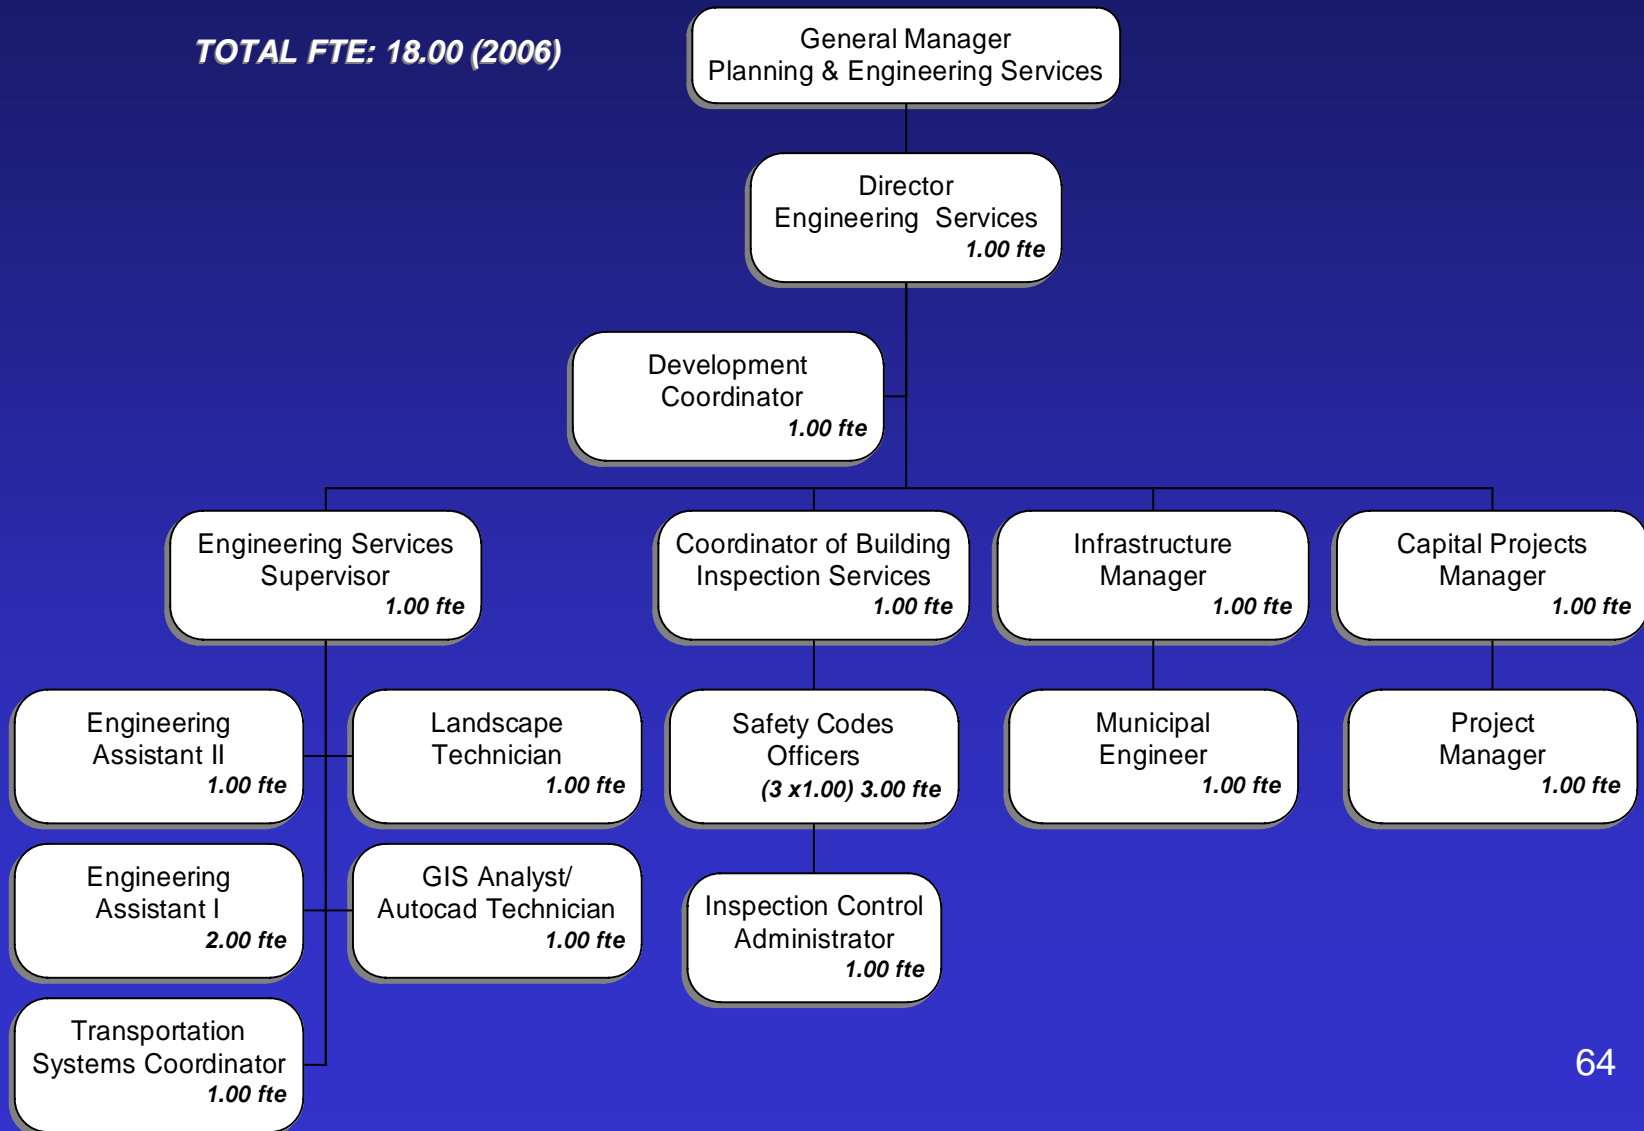 TOTAL FTE: 18.00 (2006)
General Manager
Planning & Engineering Services
Director
Engineering Services
1.00 fte
Development
Coordinator
1.00 fte
Engineering Services
Supervisor
1.00 fte
Coordinator of Building
Inspection Services
1.00 fte
Infrastructure
Manager
1.00 fte
Capital Projects
Manager
1.00 fte
Engineering
Assistant II
1.00 fte
Landscape
Technician
1.00 fte
Safety Codes
Officers
(3 x1.00) 3.00 fte
Municipal
Engineer
1.00 fte
Project
Manager
1.00 fte
Engineering
Assistant I
2.00 fte
GIS Analyst/
Autocad Technician
1.00 fte
Inspection Control
Administrator
1.00 fte
Transportation
Systems Coordinator
1.00 fte
64